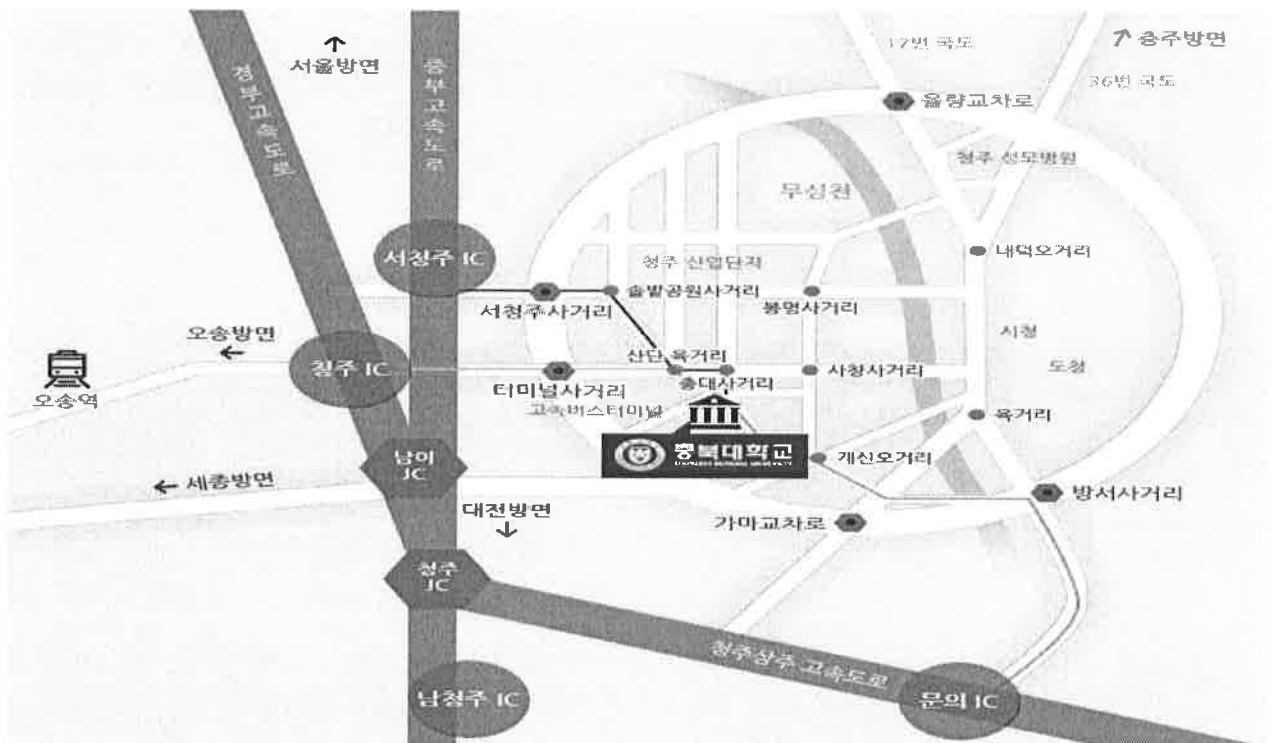 ↑
서울방면
경부고속도로
중부고속도로
17번 국도
↗ 충주방면
36번 국도
율량교차로
청주 성모병원
무심천
내덕오거리
서청주 IC
청주 산업단지
솔밭공원사거리
서청주사거리
봉명사거리
시청
오송방면
←
청주 IC
산단 육거리
충대사거리
사창사거리
도청
오송역
터미널사거리
고속버스터미널
육거리
충북대학교
개신오거리
남이
JC
← 세종방면
대전방면
↓
방서사거리
가마교차로
청주
JC
청주상주 고속도로
남청주 IC
문의 IC